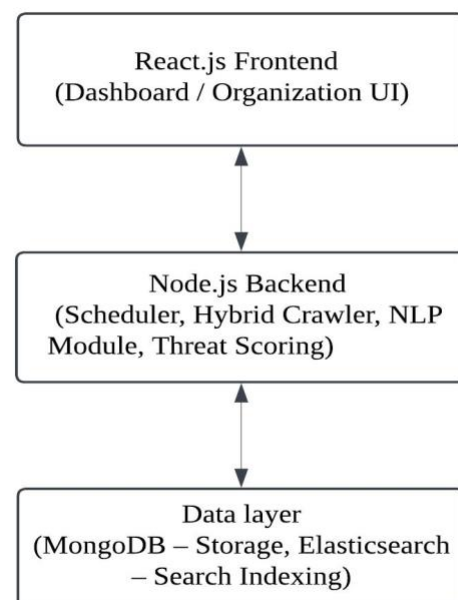 React.js Frontend
(Dashboard / Organization UI)
Node.js Backend
(Scheduler, Hybrid Crawler, NLP
Module, Threat Scoring)
Data layer
(MongoDB – Storage, Elasticsearch
– Search Indexing)